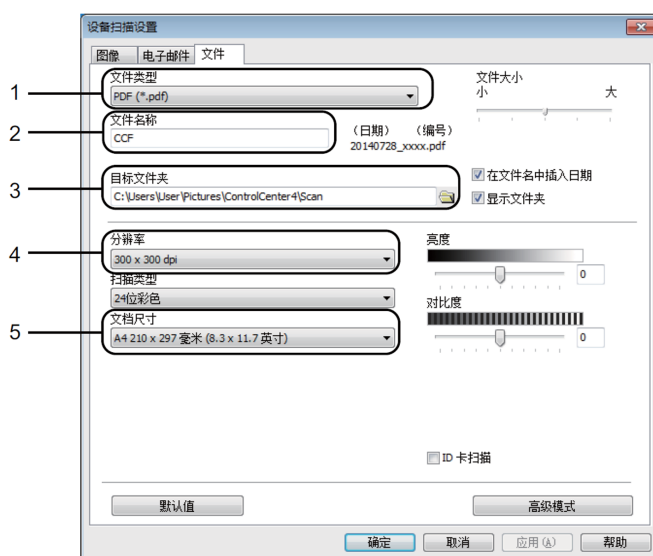 设备扫描设置
图像 电子邮件 文件
1
文件类型
PDF (*.pdf)
文件大小
小 大
2
文件名称
CCF
(日期) (编号)
20140728_xxxx.pdf
3
目标文件夹
C:\Users\User\Pictures\ControlCenter4\Scan
在文件名中插入日期
显示文件夹
4
分辨率
300 x 300 dpi
亮度
0
扫描类型
24位彩色
对比度
0
5
文档尺寸
A4 210 x 297 毫米 (8.3 x 11.7 英寸)
ID 卡扫描
默认值 高级模式
确定 取消 应用(A) 帮助